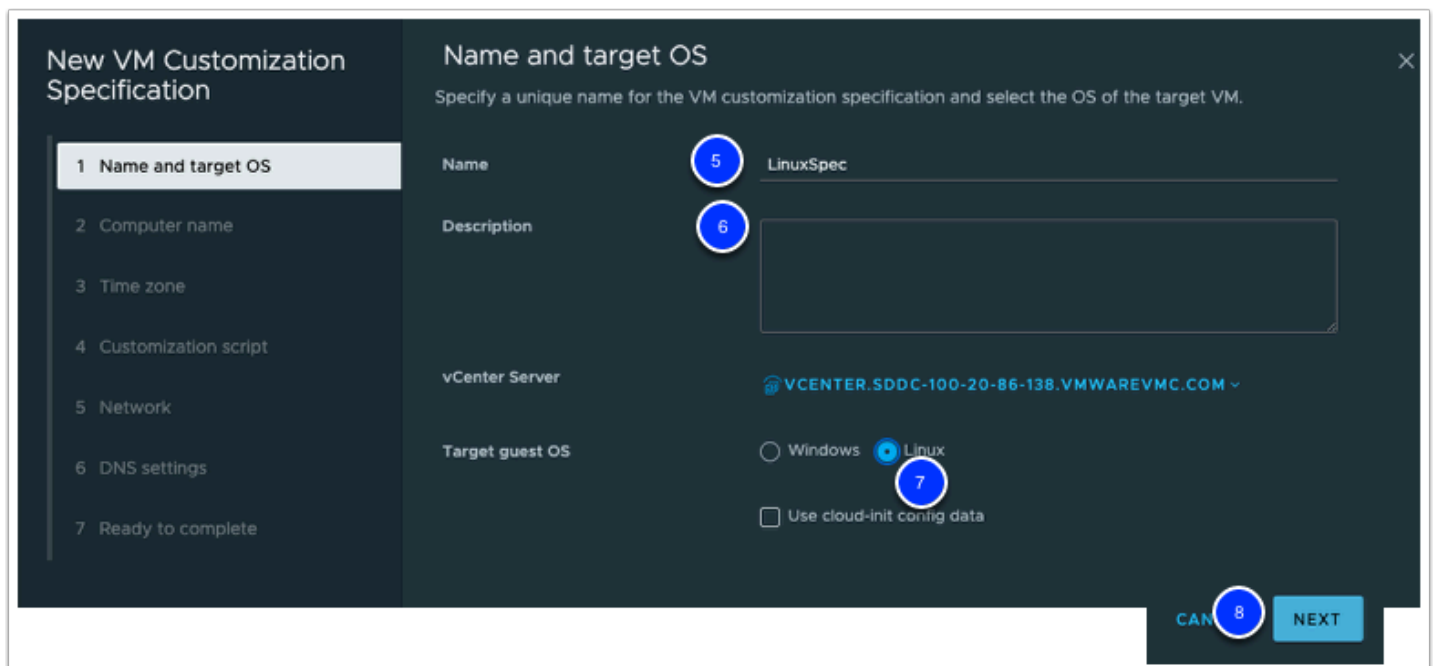 New VM Customization
Specification
1 Name and target OS
2 Computer name
3 Time zone
4 Customization script
5 Network
6 DNS settings
7 Ready to complete
Name and target OS
Specify a unique name for the VM customization specification and select the OS of the target VM.
Name 5 LinuxSpec
Description 6
vCenter Server VCENTER.SDDC-100-20-86-138.VMWAREVMC.COM
Target guest OS Windows Linux
7
Use cloud-init config data
CAN 8 NEXT